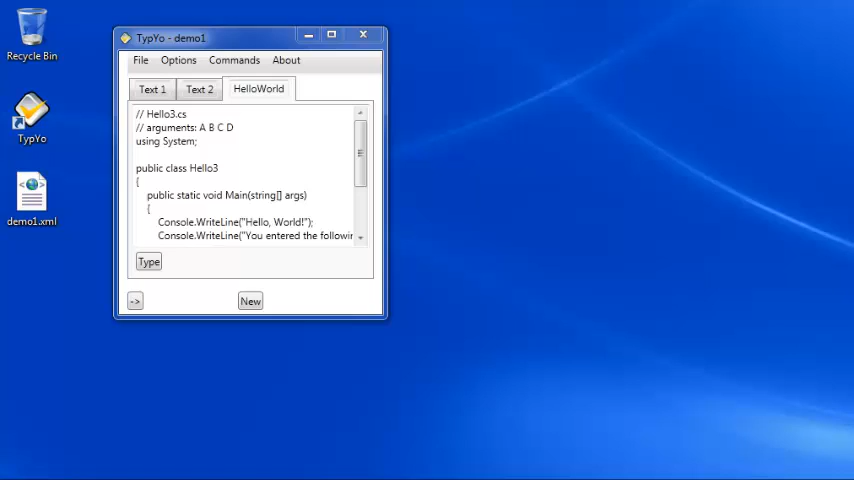 Recycle Bin
TypYo
demo1.xml
TypYo - demo1
File Options Commands About
Text 1 Text 2 HelloWorld
// Hello3.cs
// arguments: A B C D
using System;
public class Hello3
{
public static void Main(string[] args)
{
Console.WriteLine("Hello, World!");
Console.WriteLine("You entered the followin
Type
-> New